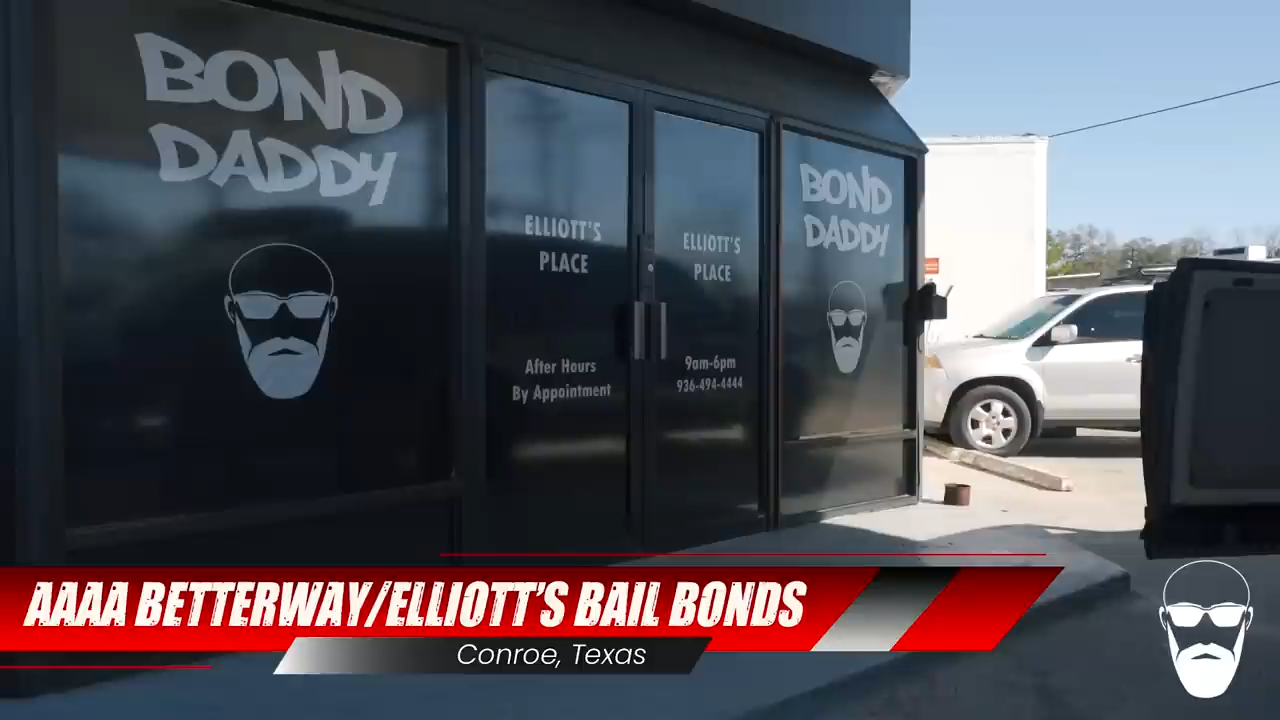 BOND
DADDY
ELLIOTT'S
PLACE
After Hours
By Appointment
ELLIOTT'S
PLACE
9am-6pm
936-494-4444
BOND
DADDY
AAAA BETTERWAY/ELLIOTT'S BAIL BONDS
Conroe, Texas